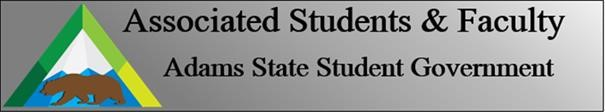 Associated Students & Faculty
Adams State Student Government